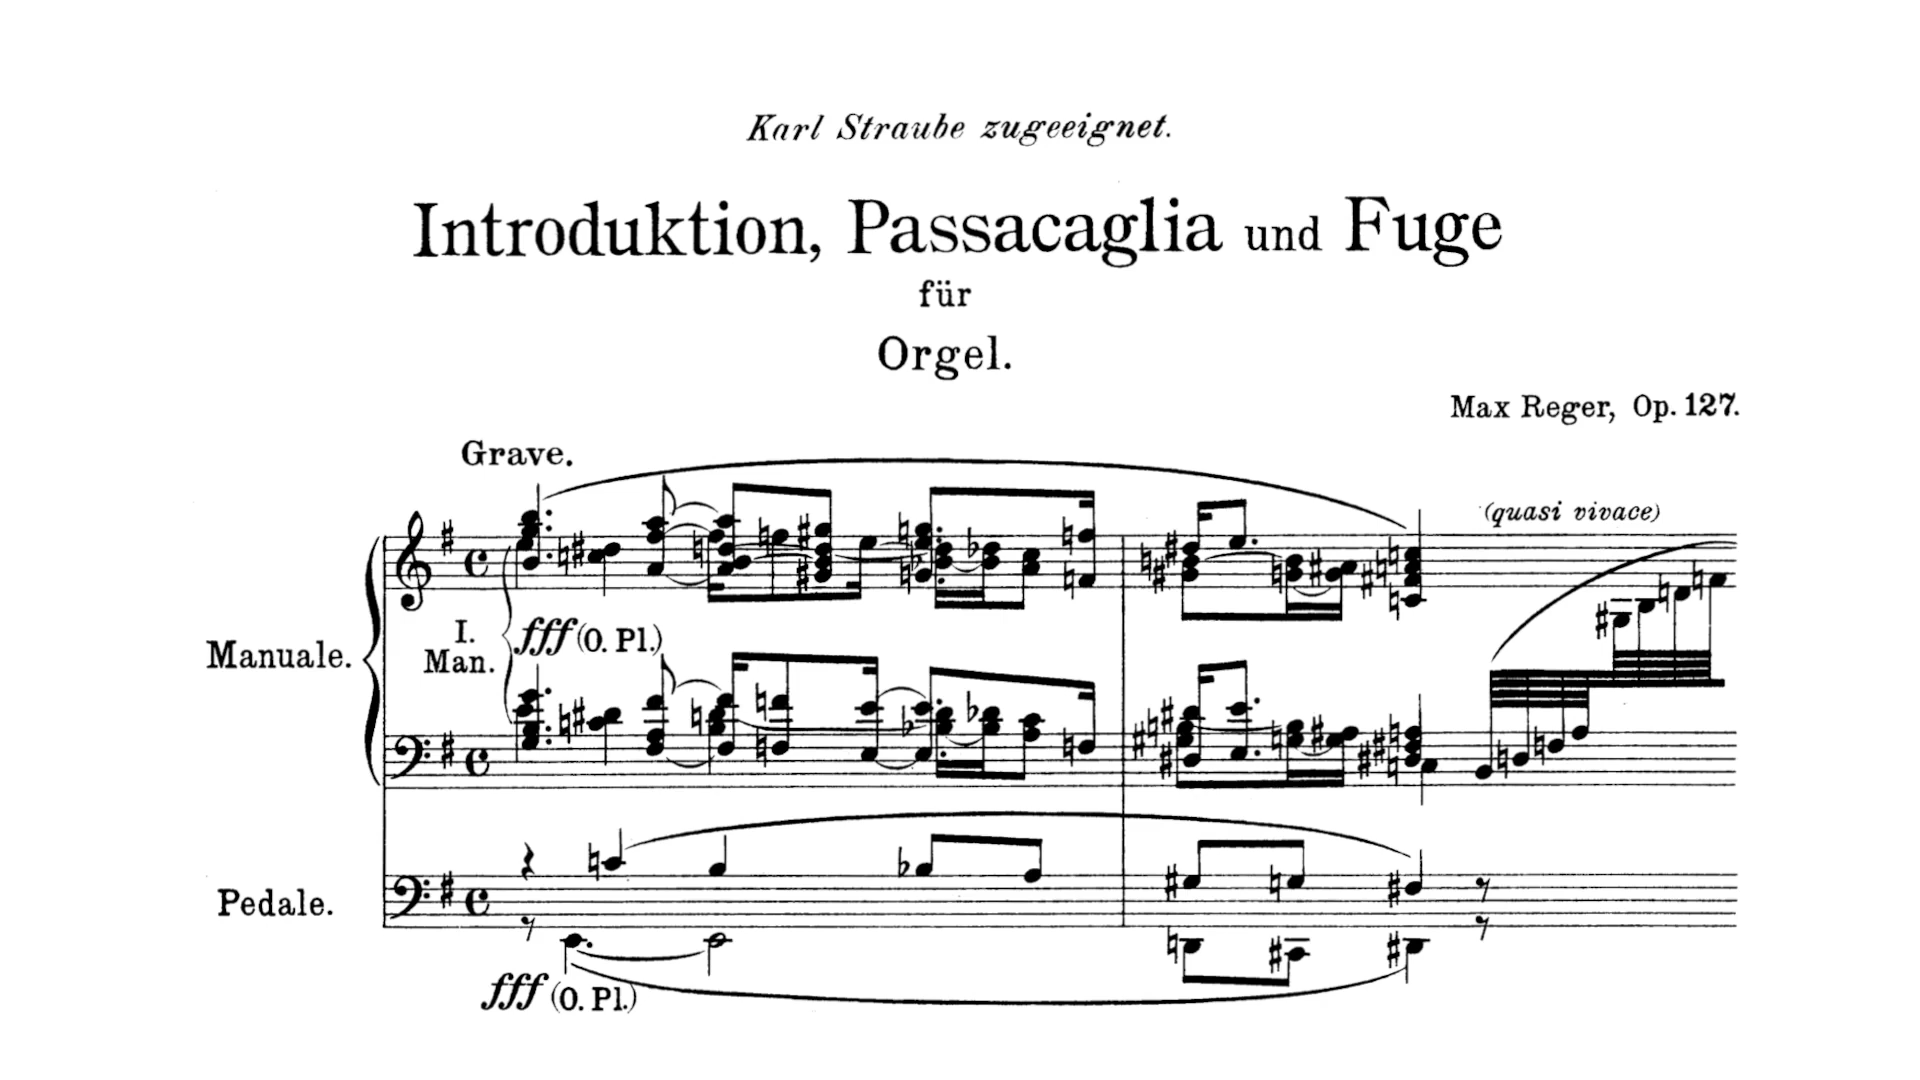 Karl Straube zugeeignet.
Introduktion, Passacaglia und Fuge
für
Orgel.
Max Reger, Op. 127.
Grave.
(quasi vivace)
I.
Man.
fff (O. Pl.)
Manuale.
Pedale.
fff (O. Pl.)